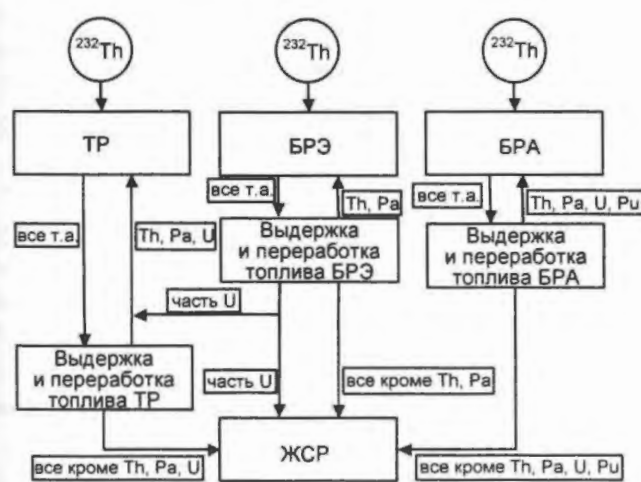 ²³²Th
²³²Th
²³²Th
ТР
БРЭ
БРА
все т.а.
Th, Pa
все т.а.
Th, Pa, U, Pu
все т.а.
Th, Pa, U
Выдержка
и переработка
топлива БРЭ
Выдержка
и переработка
топлива БРА
часть U
Выдержка
и переработка
топлива ТР
часть U
все кроме Th, Pa
ЖСР
все кроме Th, Pa, U
все кроме Th, Pa, U, Pu